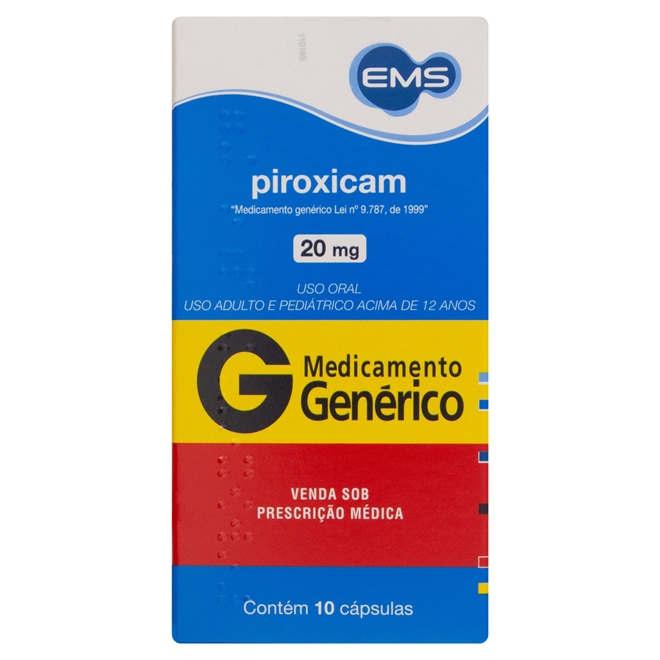 EMS
piroxicam
"Medicamento genérico Lei nº 9.787, de 1999"
20 mg
USO ORAL
USO ADULTO E PEDIÁTRICO ACIMA DE 12 ANOS
G Medicamento
Genérico
VENDA SOB
PRESCRIÇÃO MÉDICA
Contém 10 cápsulas